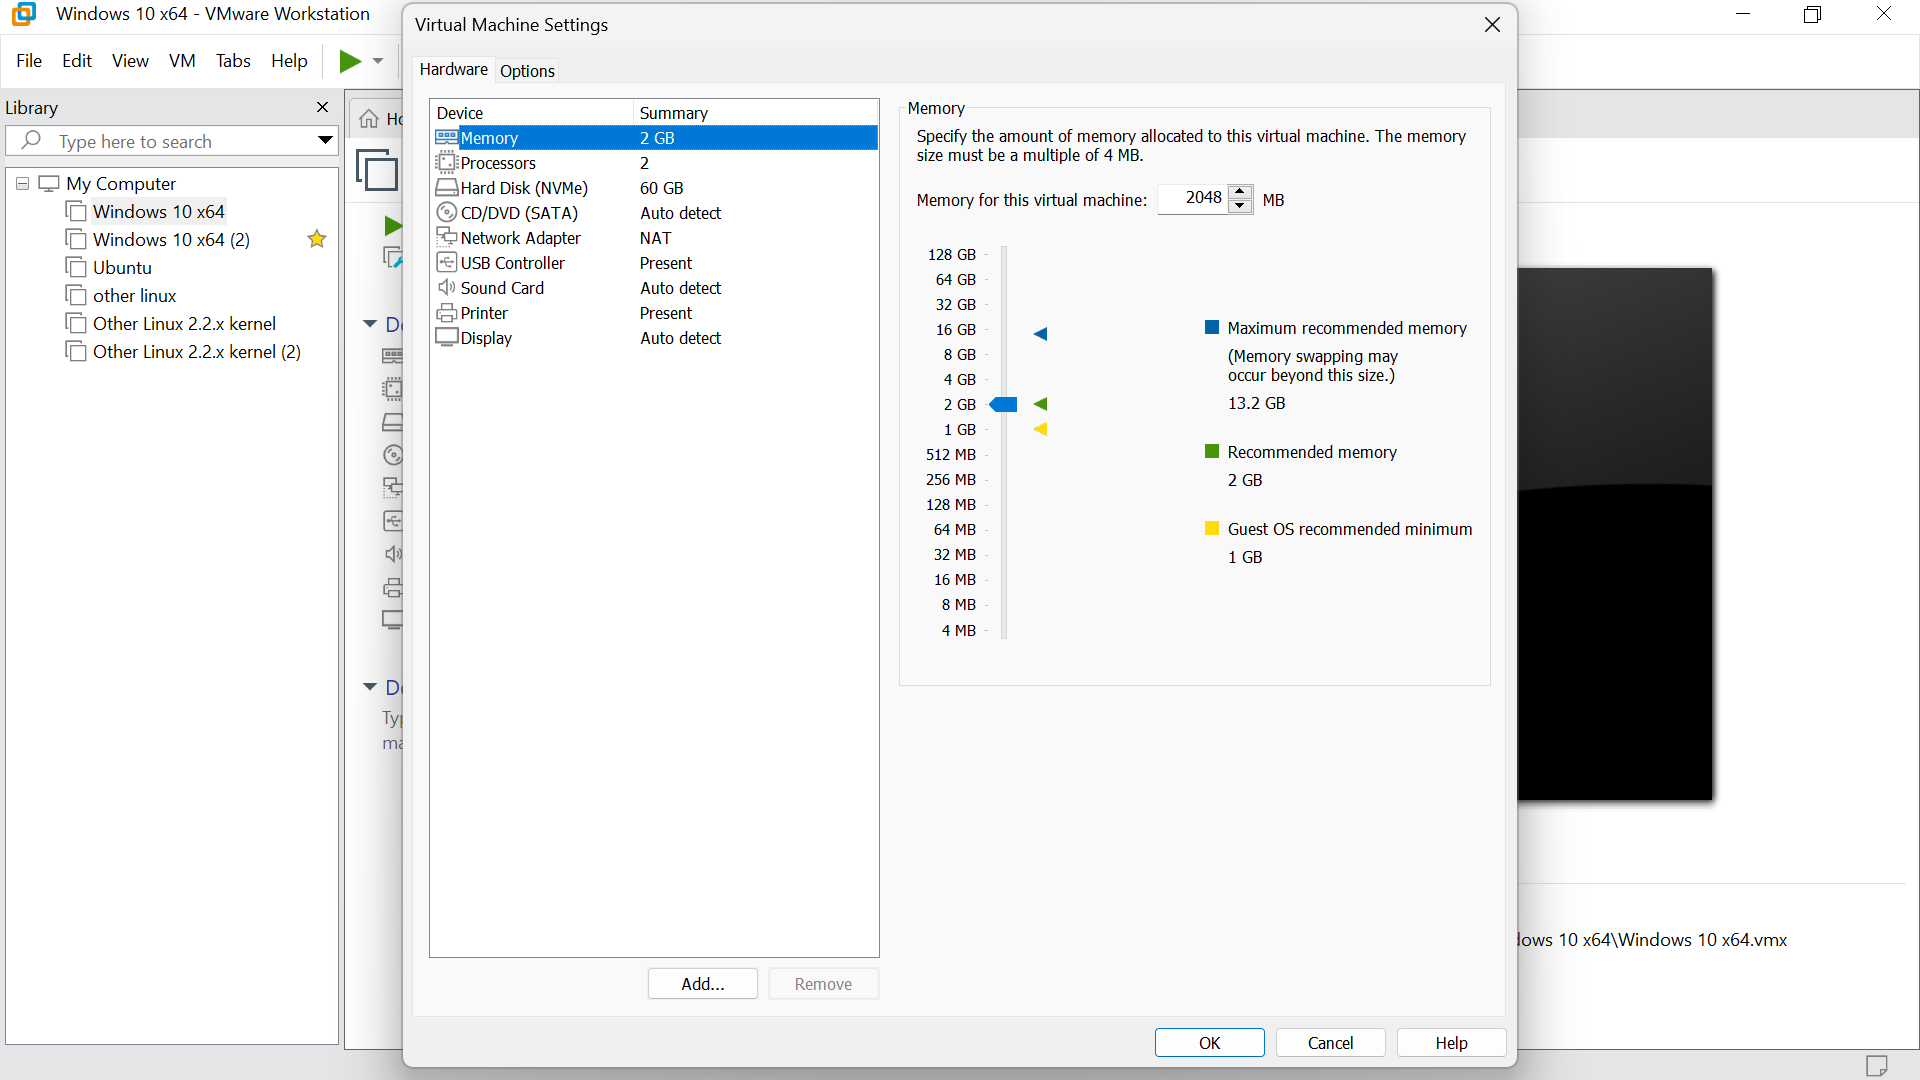 Windows 10 x64 - VMware Workstation
File Edit View VM Tabs Help
Library
Type here to search
My Computer
Windows 10 x64
Windows 10 x64 (2)
Ubuntu
other linux
Other Linux 2.2.x kernel
Other Linux 2.2.x kernel (2)
Virtual Machine Settings
Hardware Options
Device Summary
Memory 2 GB
Processors 2
Hard Disk (NVMe) 60 GB
CD/DVD (SATA) Auto detect
Network Adapter NAT
USB Controller Present
Sound Card Auto detect
Printer Present
Display Auto detect
Add... Remove
Memory
Specify the amount of memory allocated to this virtual machine. The memory
size must be a multiple of 4 MB.
Memory for this virtual machine: 2048 MB
128 GB
64 GB
32 GB
16 GB
8 GB
4 GB
2 GB
1 GB
512 MB
256 MB
128 MB
64 MB
32 MB
16 MB
8 MB
4 MB
Maximum recommended memory
(Memory swapping may
occur beyond this size.)
13.2 GB
Recommended memory
2 GB
Guest OS recommended minimum
1 GB
OK Cancel Help
10 x64\Windows 10 x64.vmx